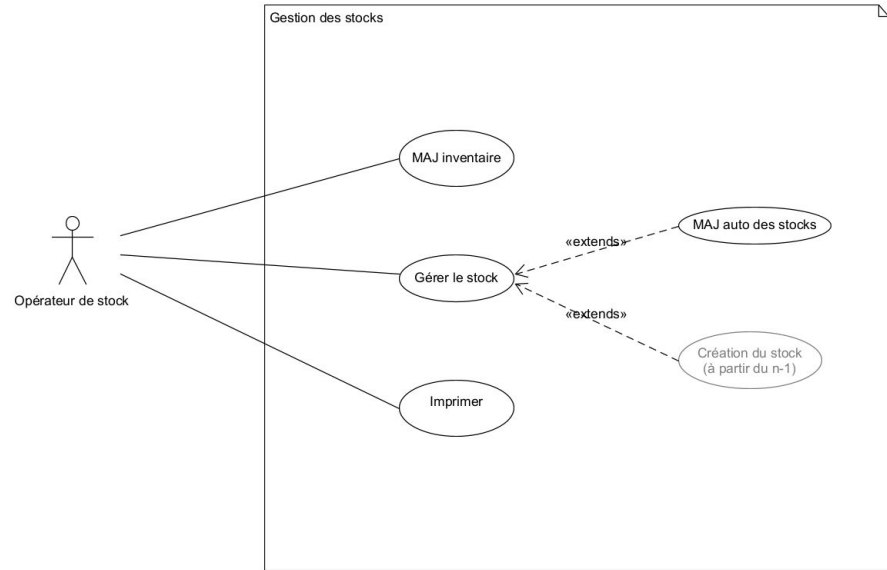 Gestion des stocks
MAJ inventaire
MAJ auto des stocks
«extends»
Gérer le stock
Opérateur de stock
«extends»
Création du stock
(à partir du n-1)
Imprimer